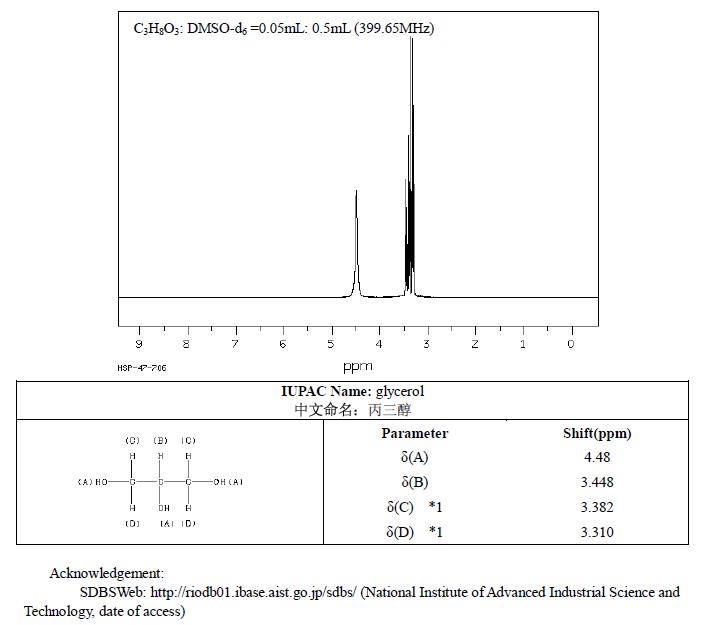 C₃H₈O₃: DMSO-d₆ =0.05mL: 0.5mL (399.65MHz)
9 8 7 6 5 4 3 2 1 0
HSP-47-706
ppm
IUPAC Name: glycerol
中文命名: 丙三醇
(C) (B) (C)
H H H
(A) HO C C C OH (A)
H OH H
(D) (A) (D)
Parameter Shift(ppm)
δ(A) 4.48
δ(B) 3.448
δ(C) *1 3.382
δ(D) *1 3.310
Acknowledgement:
SDBSWeb: http://riodb01.ibase.aist.go.jp/sdbs/ (National Institute of Advanced Industrial Science and
Technology, date of access)